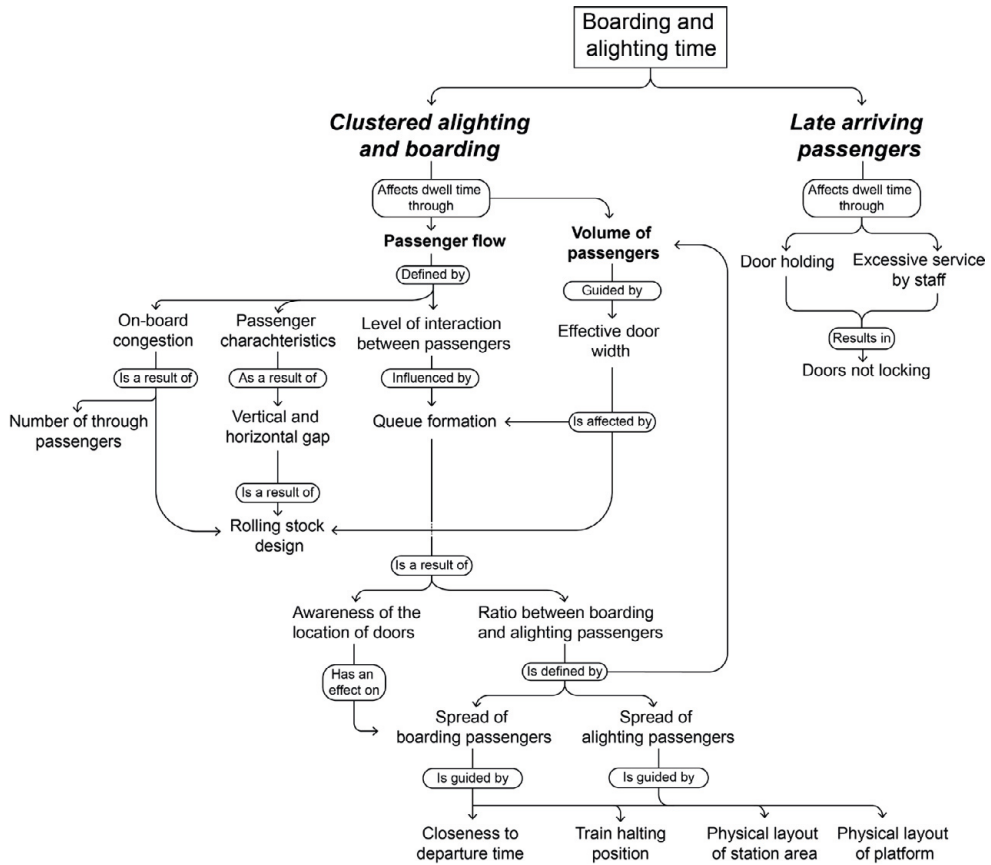 Boarding and
alighting time
Clustered alighting
and boarding
Late arriving
passengers
Affects dwell time
through
Affects dwell time
through
Passenger flow
Volume of
passengers
Door holding
Excessive service
by staff
Defined by
Guided by
On-board
congestion
Passenger
charachteristics
Level of interaction
between passengers
Effective door
width
Results in
Doors not locking
Is a result of
As a result of
Influenced by
Number of through
passengers
Vertical and
horizontal gap
Queue formation
Is affected by
Is a result of
Rolling stock
design
Is a result of
Awareness of the
location of doors
Ratio between boarding
and alighting passengers
Has an
effect on
Is defined by
Spread of
boarding passengers
Spread of
alighting passengers
Is guided by
Is guided by
Closeness to
departure time
Train halting
position
Physical layout
of station area
Physical layout
of platform